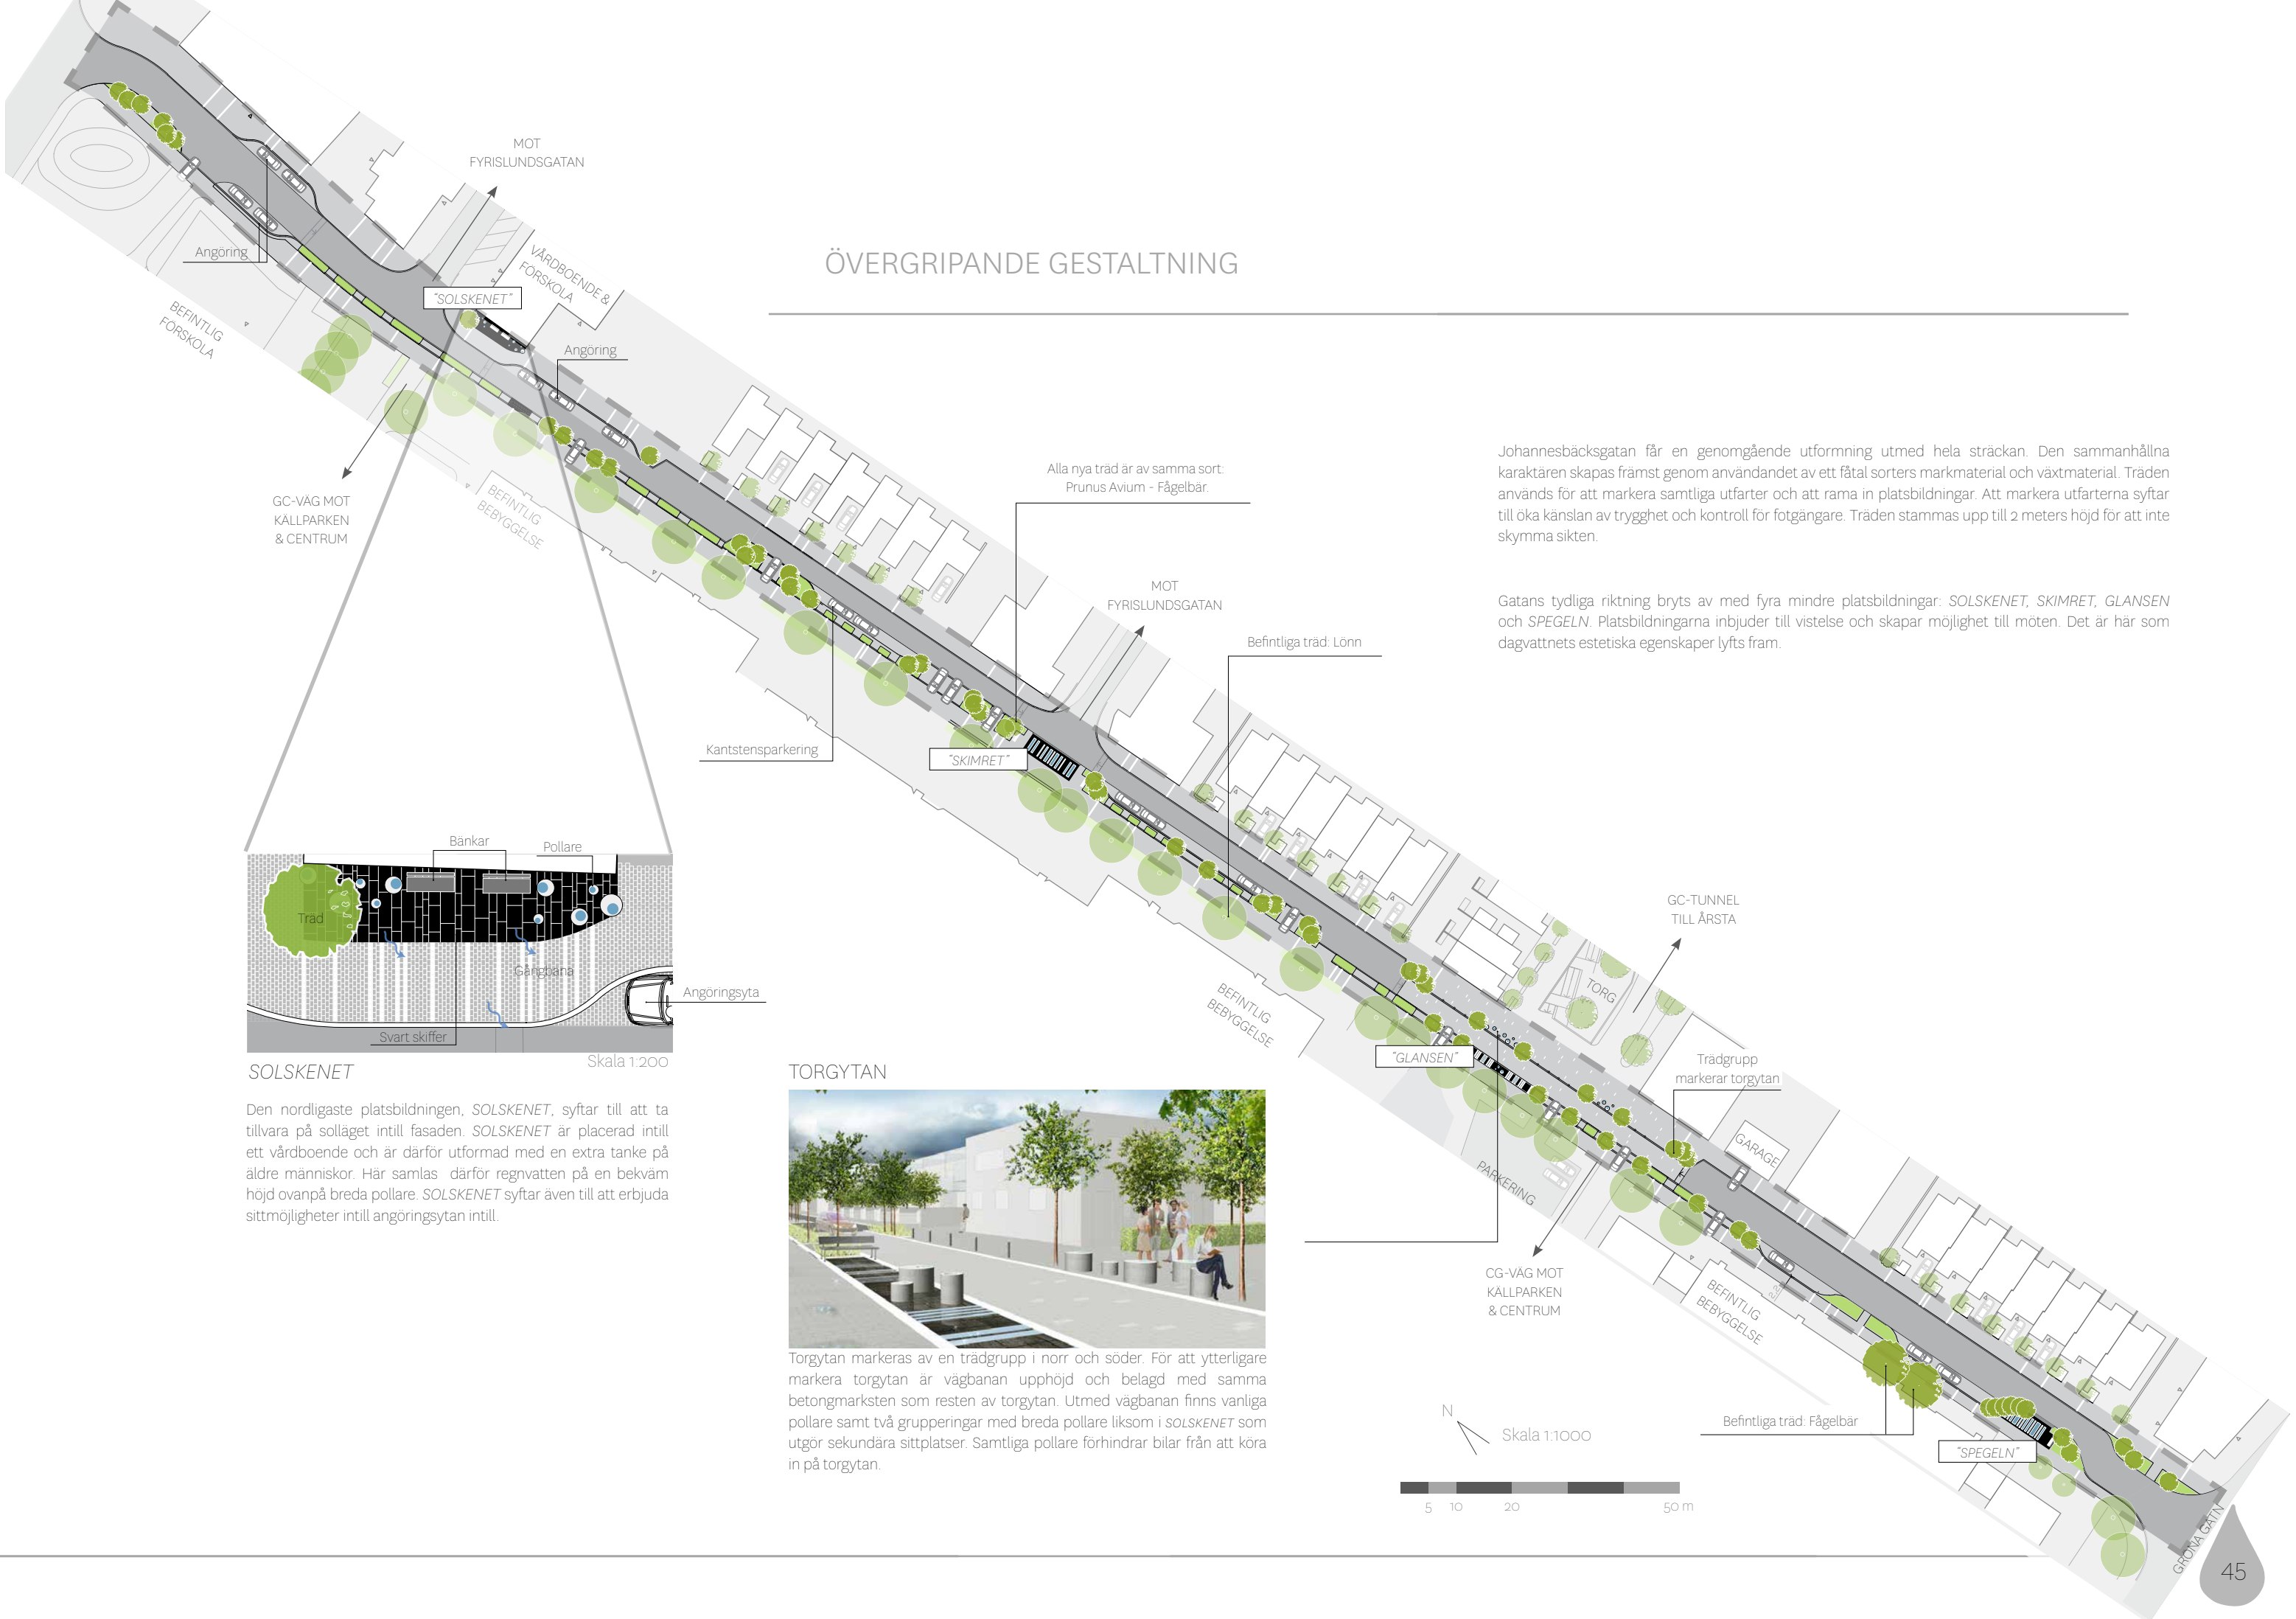 MOT
FYRISLUNDSGATAN
ÖVERGRIPANDE GESTALTNING
Angöring
VÅRDBOENDE &
FÖRSKOLA
"SOLSKENET"
BEFINTLIG
FÖRSKOLA
Angöring
GC-VÄG MOT
KÄLLPARKEN
& CENTRUM
BEFINTLIG
BEBYGGELSE
Alla nya träd är av samma sort:
Prunus Avium - Fågelbär.
Johannesbäcksgatan får en genomgående utformning utmed hela sträckan. Den sammanhållna
karaktären skapas främst genom användandet av ett fåtal sorters markmaterial och växtmaterial. Träden
används för att markera samtliga utfarter och att rama in platsbildningar. Att markera utfarterna syftar
till öka känslan av trygghet och kontroll för fotgängare. Träden stammas upp till 2 meters höjd för att inte
skymma sikten.
MOT
FYRISLUNDSGATAN
Gatans tydliga riktning bryts av med fyra mindre platsbildningar: SOLSKENET, SKIMRET, GLANSEN
och SPEGELN. Platsbildningarna inbjuder till vistelse och skapar möjlighet till möten. Det är här som
dagvattnets estetiska egenskaper lyfts fram.
Befintliga träd: Lönn
Kantstensparkering
"SKIMRET"
Bänkar
Pollare
Träd
Gångbana
Angöringsyta
Svart skiffer
Skala 1:200
SOLSKENET
Den nordligaste platsbildningen, SOLSKENET, syftar till att ta
tillvara på solläget intill fasaden. SOLSKENET är placerad intill
ett vårdboende och är därför utformad med en extra tanke på
äldre människor. Här samlas därför regnvatten på en bekväm
höjd ovanpå breda pollare. SOLSKENET syftar även till att erbjuda
sittmöjligheter intill angöringsytan intill.
TORGYTAN
Torgytan markeras av en trädgrupp i norr och söder. För att ytterligare
markera torgytan är vägbanan upphöjd och belagd med samma
betongmarksten som resten av torgytan. Utmed vägbanan finns vanliga
pollare samt två grupperingar med breda pollare liksom i SOLSKENET som
utgör sekundära sittplatser. Samtliga pollare förhindrar bilar från att köra
in på torgytan.
GC-TUNNEL
TILL ÅRSTA
TORG
BEFINTLIG
BEBYGGELSE
"GLANSEN"
Trädgrupp
markerar torgytan
GARAGE
PARKERING
CG-VÄG MOT
KÄLLPARKEN
& CENTRUM
BEFINTLIG
BEBYGGELSE
Befintliga träd: Fågelbär
"SPEGELN"
N
Skala 1:1000
5 10 20 50 m
GRÖNA GATN
45